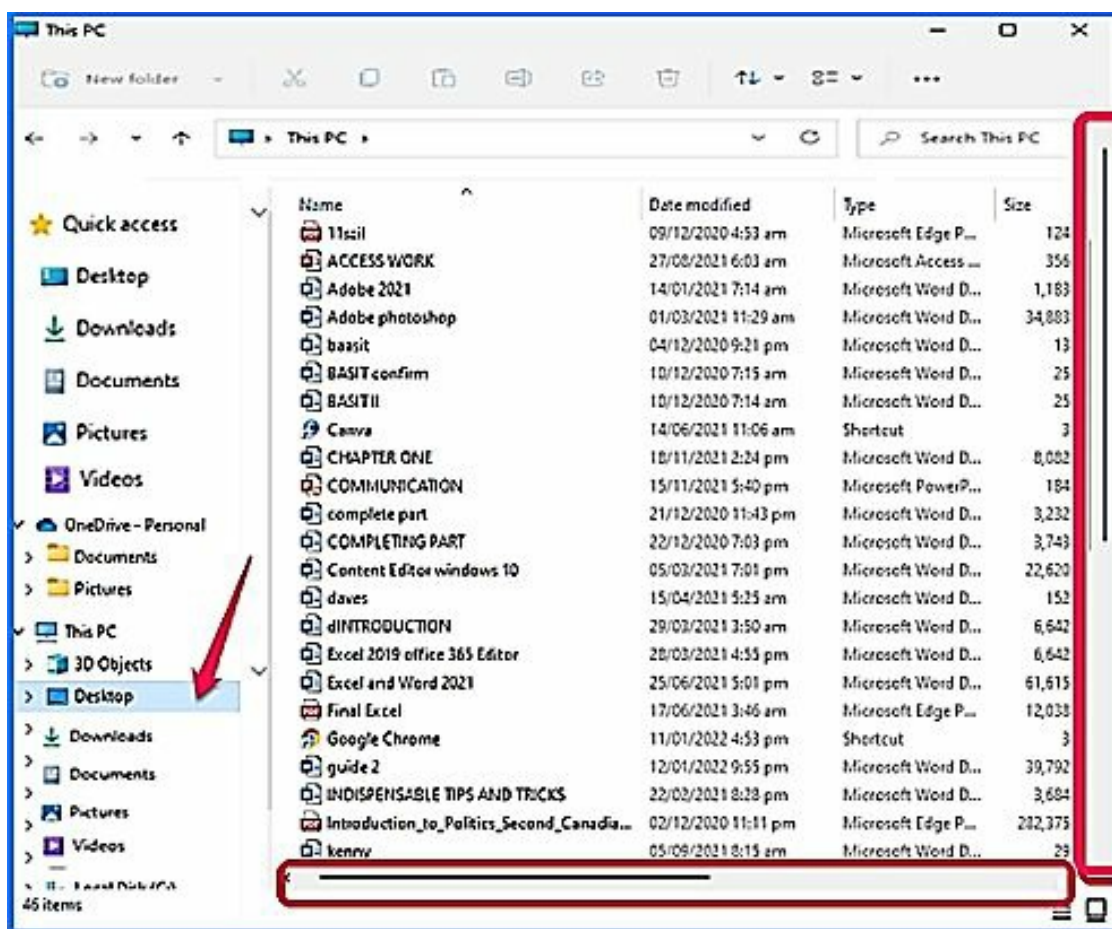 This PC
New folder
This PC
Search This PC
Quick access
Desktop
Downloads
Documents
Pictures
Videos
OneDrive - Personal
Documents
Pictures
This PC
3D Objects
Desktop
Downloads
Documents
Pictures
Videos
Local Disk (C:)
46 items
Name Date modified Type Size
11sail 09/12/2020 4:53 am Microsoft Edge P... 124
ACCESS WORK 27/08/2021 6:03 am Microsoft Access ... 356
Adobe 2021 14/01/2021 7:14 am Microsoft Word D... 1,183
Adobe photoshop 01/03/2021 11:29 am Microsoft Word D... 34,883
baasit 04/12/2020 9:21 pm Microsoft Word D... 13
BASIT confirm 10/12/2020 7:15 am Microsoft Word D... 25
BASIT II 10/12/2020 7:14 am Microsoft Word D... 25
Canva 14/06/2021 11:06 am Shortcut 3
CHAPTER ONE 18/11/2021 2:24 pm Microsoft Word D... 8,082
COMMUNICATION 15/11/2021 5:40 pm Microsoft PowerP... 184
complete part 21/12/2020 11:43 pm Microsoft Word D... 3,232
COMPLETING PART 22/12/2020 7:03 pm Microsoft Word D... 3,743
Content Editor windows 10 05/03/2021 7:01 pm Microsoft Word D... 22,620
daves 15/04/2021 5:25 am Microsoft Word D... 152
dINTRODUCTION 29/03/2021 3:50 am Microsoft Word D... 6,642
Excel 2019 office 365 Editor 28/03/2021 4:55 pm Microsoft Word D... 6,642
Excel and Word 2021 25/06/2021 5:01 pm Microsoft Word D... 61,615
Final Excel 17/06/2021 3:46 am Microsoft Edge P... 12,038
Google Chrome 11/01/2022 4:53 pm Shortcut 3
guide 2 12/01/2022 9:55 pm Microsoft Word D... 39,792
INDISPENSABLE TIPS AND TRICKS 22/02/2021 8:28 pm Microsoft Word D... 3,684
Introduction_to_Politics_Second_Canadia... 02/12/2020 11:11 pm Microsoft Edge P... 282,375
kenny 05/09/2021 8:15 am Microsoft Word D... 29